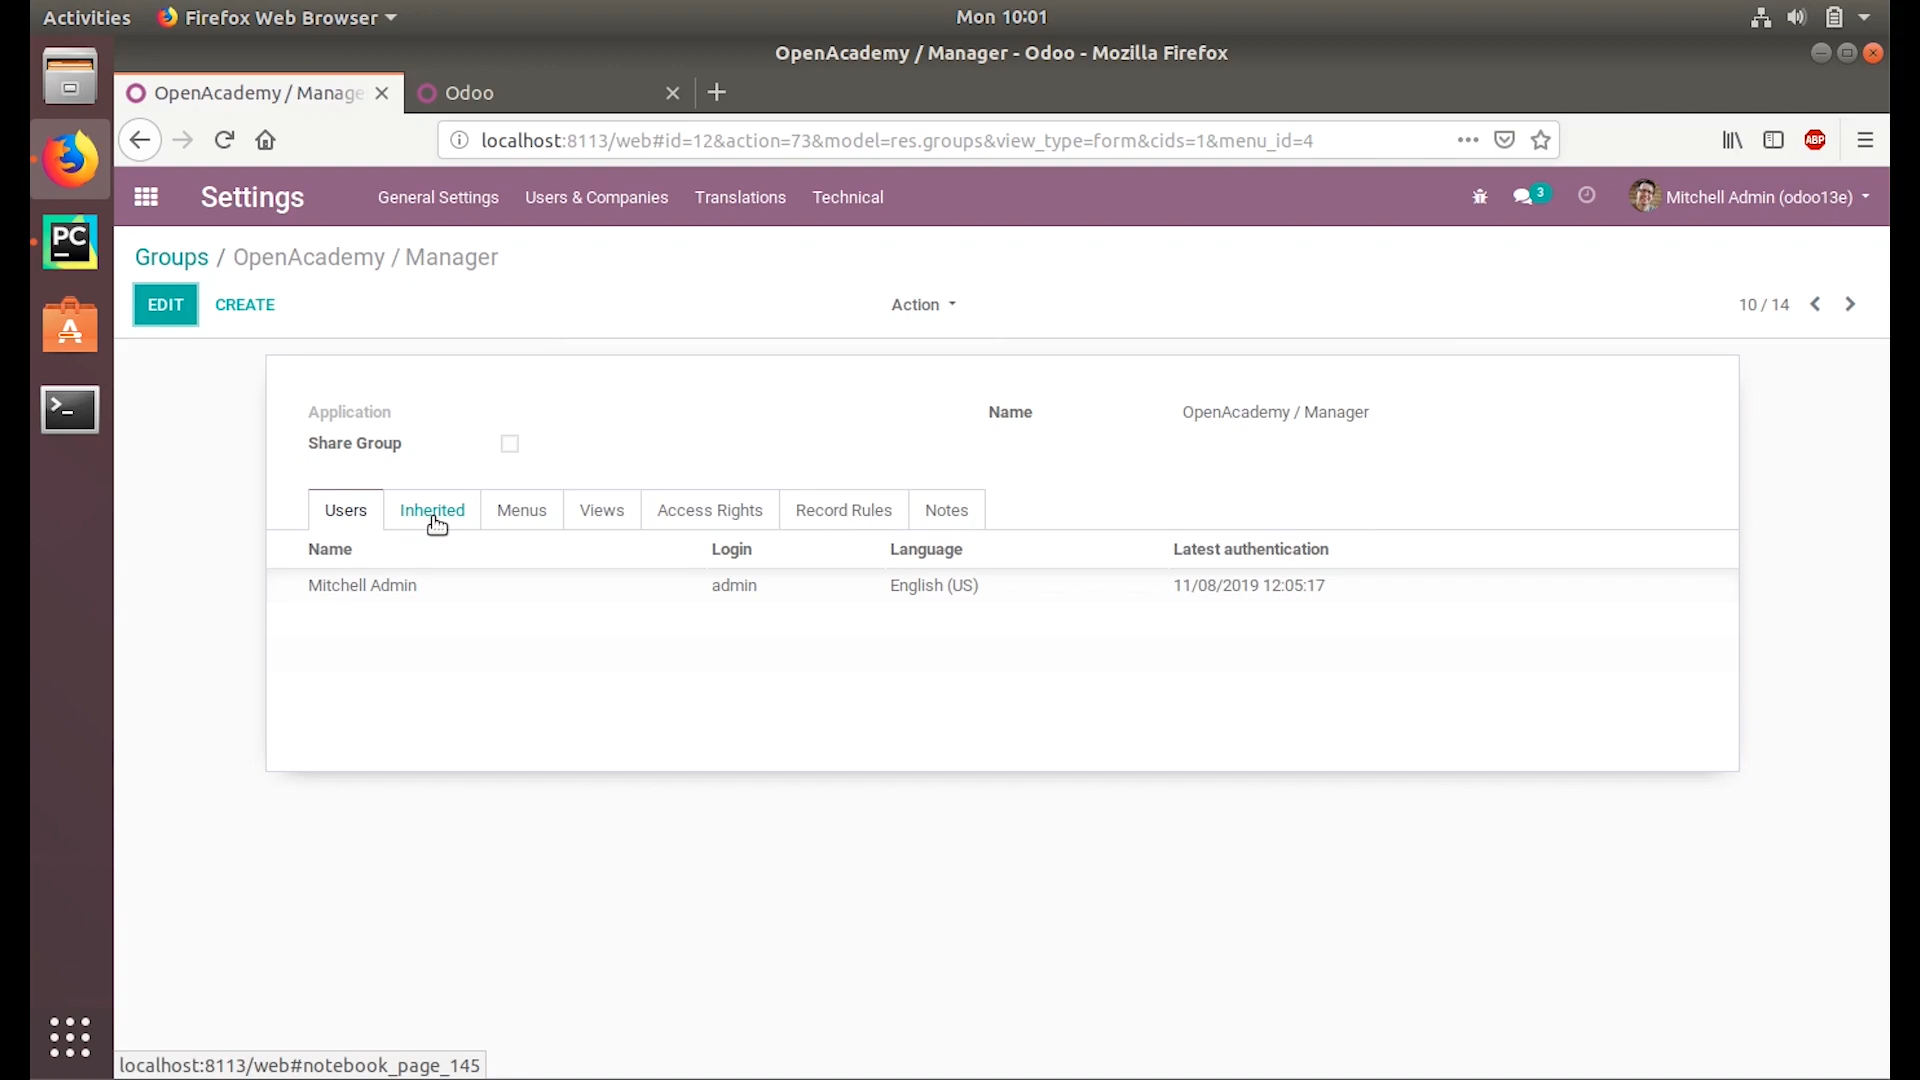 Activities Firefox Web Browser Mon 10:01
OpenAcademy / Manager - Odoo - Mozilla Firefox
OpenAcademy / Manage Odoo
localhost:8113/web#id=12&action=73&model=res.groups&view_type=form&cids=1&menu_id=4 ABP
PC
Settings General Settings Users & Companies Translations Technical 3 Mitchell Admin (odoo13e)
Groups / OpenAcademy / Manager
EDIT CREATE Action 10 / 14
Application Name OpenAcademy / Manager
Share Group
Users Inherited Menus Views Access Rights Record Rules Notes
Name Login Language Latest authentication
Mitchell Admin admin English (US) 11/08/2019 12:05:17
localhost:8113/web#notebook_page_145